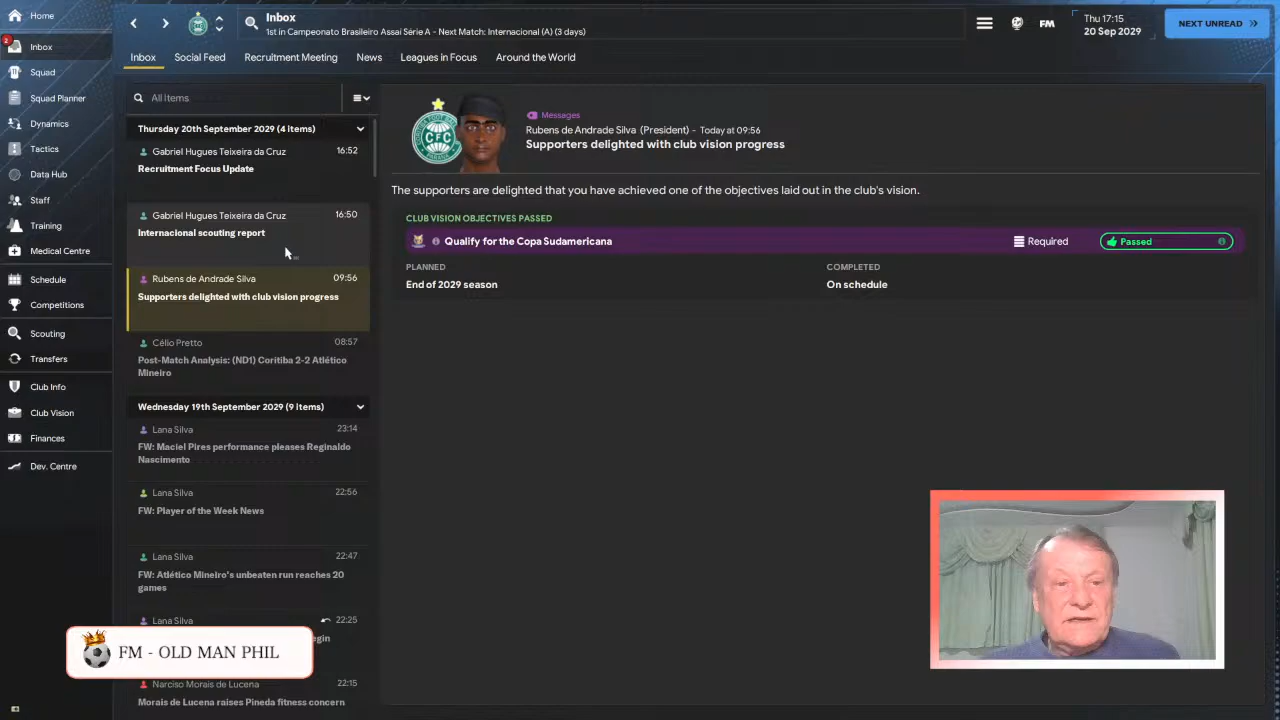 Home
Inbox
Squad
Squad Planner
Dynamics
Tactics
Data Hub
Staff
Training
Medical Centre
Schedule
Competitions
Scouting
Transfers
Club Info
Club Vision
Finances
Dev. Centre
2
Inbox
1st in Campeonato Brasileiro Assaí Série A - Next Match: Internacional (A) (3 days)
FM
Thu 17:15
20 Sep 2029
NEXT UNREAD
Inbox Social Feed Recruitment Meeting News Leagues in Focus Around the World
All Items
Thursday 20th September 2029 (4 items)
Gabriel Hugues Teixeira da Cruz 16:52
Recruitment Focus Update
Gabriel Hugues Teixeira da Cruz 16:50
Internacional scouting report
Rubens de Andrade Silva 09:56
Supporters delighted with club vision progress
Célio Pretto 08:57
Post-Match Analysis: (ND1) Coritiba 2-2 Atlético
Mineiro
Wednesday 19th September 2029 (9 items)
Lana Silva 23:14
FW: Maciel Pires performance pleases Reginaldo
Nascimento
Lana Silva 22:56
FW: Player of the Week News
Lana Silva 22:47
FW: Atlético Mineiro's unbeaten run reaches 20
games
Lana Silva 22:25
Narciso Morais de Lucena 22:15
Morais de Lucena raises Pineda fitness concern
CFC
Messages
Rubens de Andrade Silva (President) - Today at 09:56
Supporters delighted with club vision progress
The supporters are delighted that you have achieved one of the objectives laid out in the club's vision.
CLUB VISION OBJECTIVES PASSED
Qualify for the Copa Sudamericana Required Passed
PLANNED COMPLETED
End of 2029 season On schedule
FM - OLD MAN PHIL